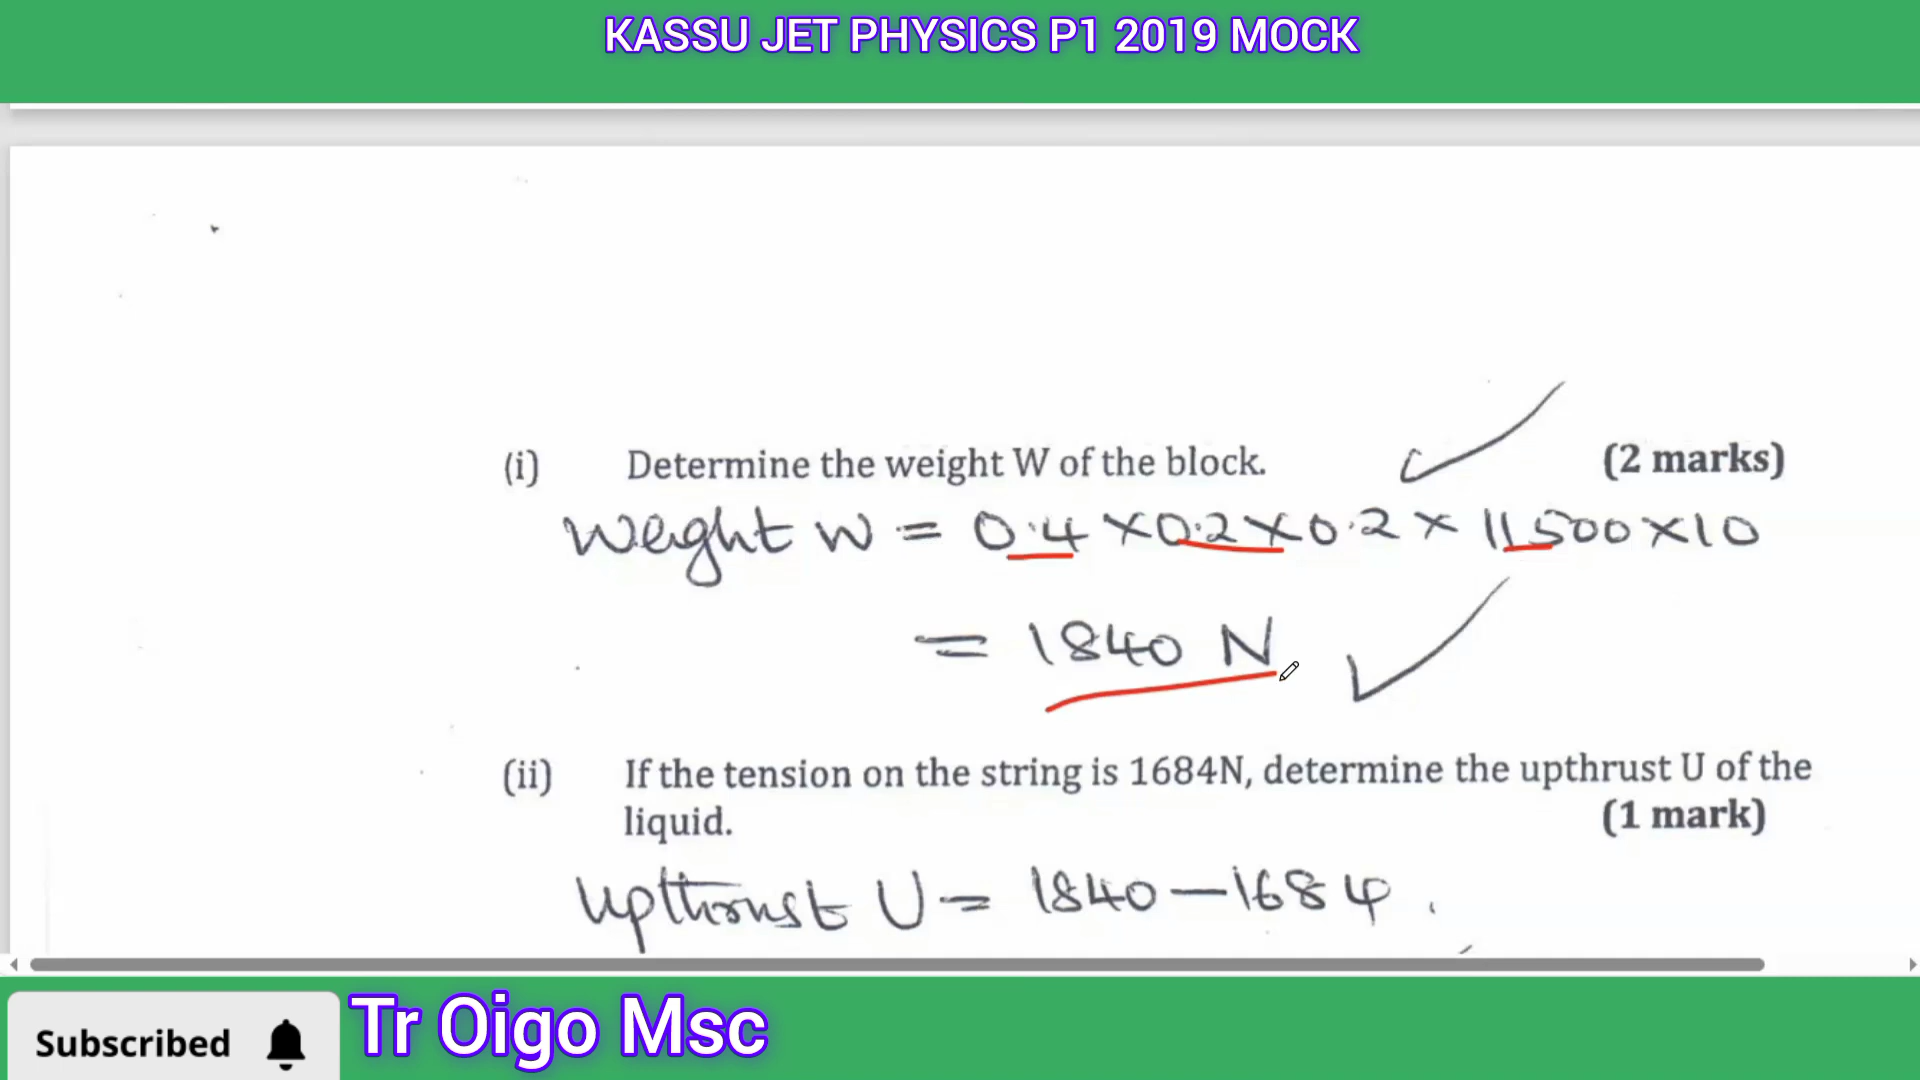 KASSU JET PHYSICS P1 2019 MOCK
(i) Determine the weight W of the block. (2 marks)
Weight W = 0.4 × 0.2 × 0.2 × 11500 × 10
= 1840 N
(ii) If the tension on the string is 1684N, determine the upthrust U of the
liquid. (1 mark)
Upthrust U = 1840 – 1684
Subscribed
Tr Oigo Msc